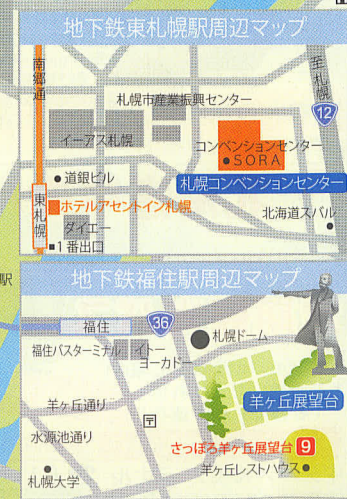 地下鉄東札幌駅周辺マップ
南郷通
至札幌
札幌市産業振興センター
12
イーアス札幌
コンベンションセンター
●SORA
●道銀ビル
札幌コンベンションセンター
東札幌
ホテルアセントイン札幌
北海道スバル
ダイエー
■1番出口
駅
地下鉄福住駅周辺マップ
福住
36
札幌ドーム
福住バスターミナル
イトー
ヨーカドー
羊ヶ丘通り
羊ヶ丘展望台
水源池通り
さっぽろ羊ヶ丘展望台 9
羊ヶ丘レストハウス●
札幌大学